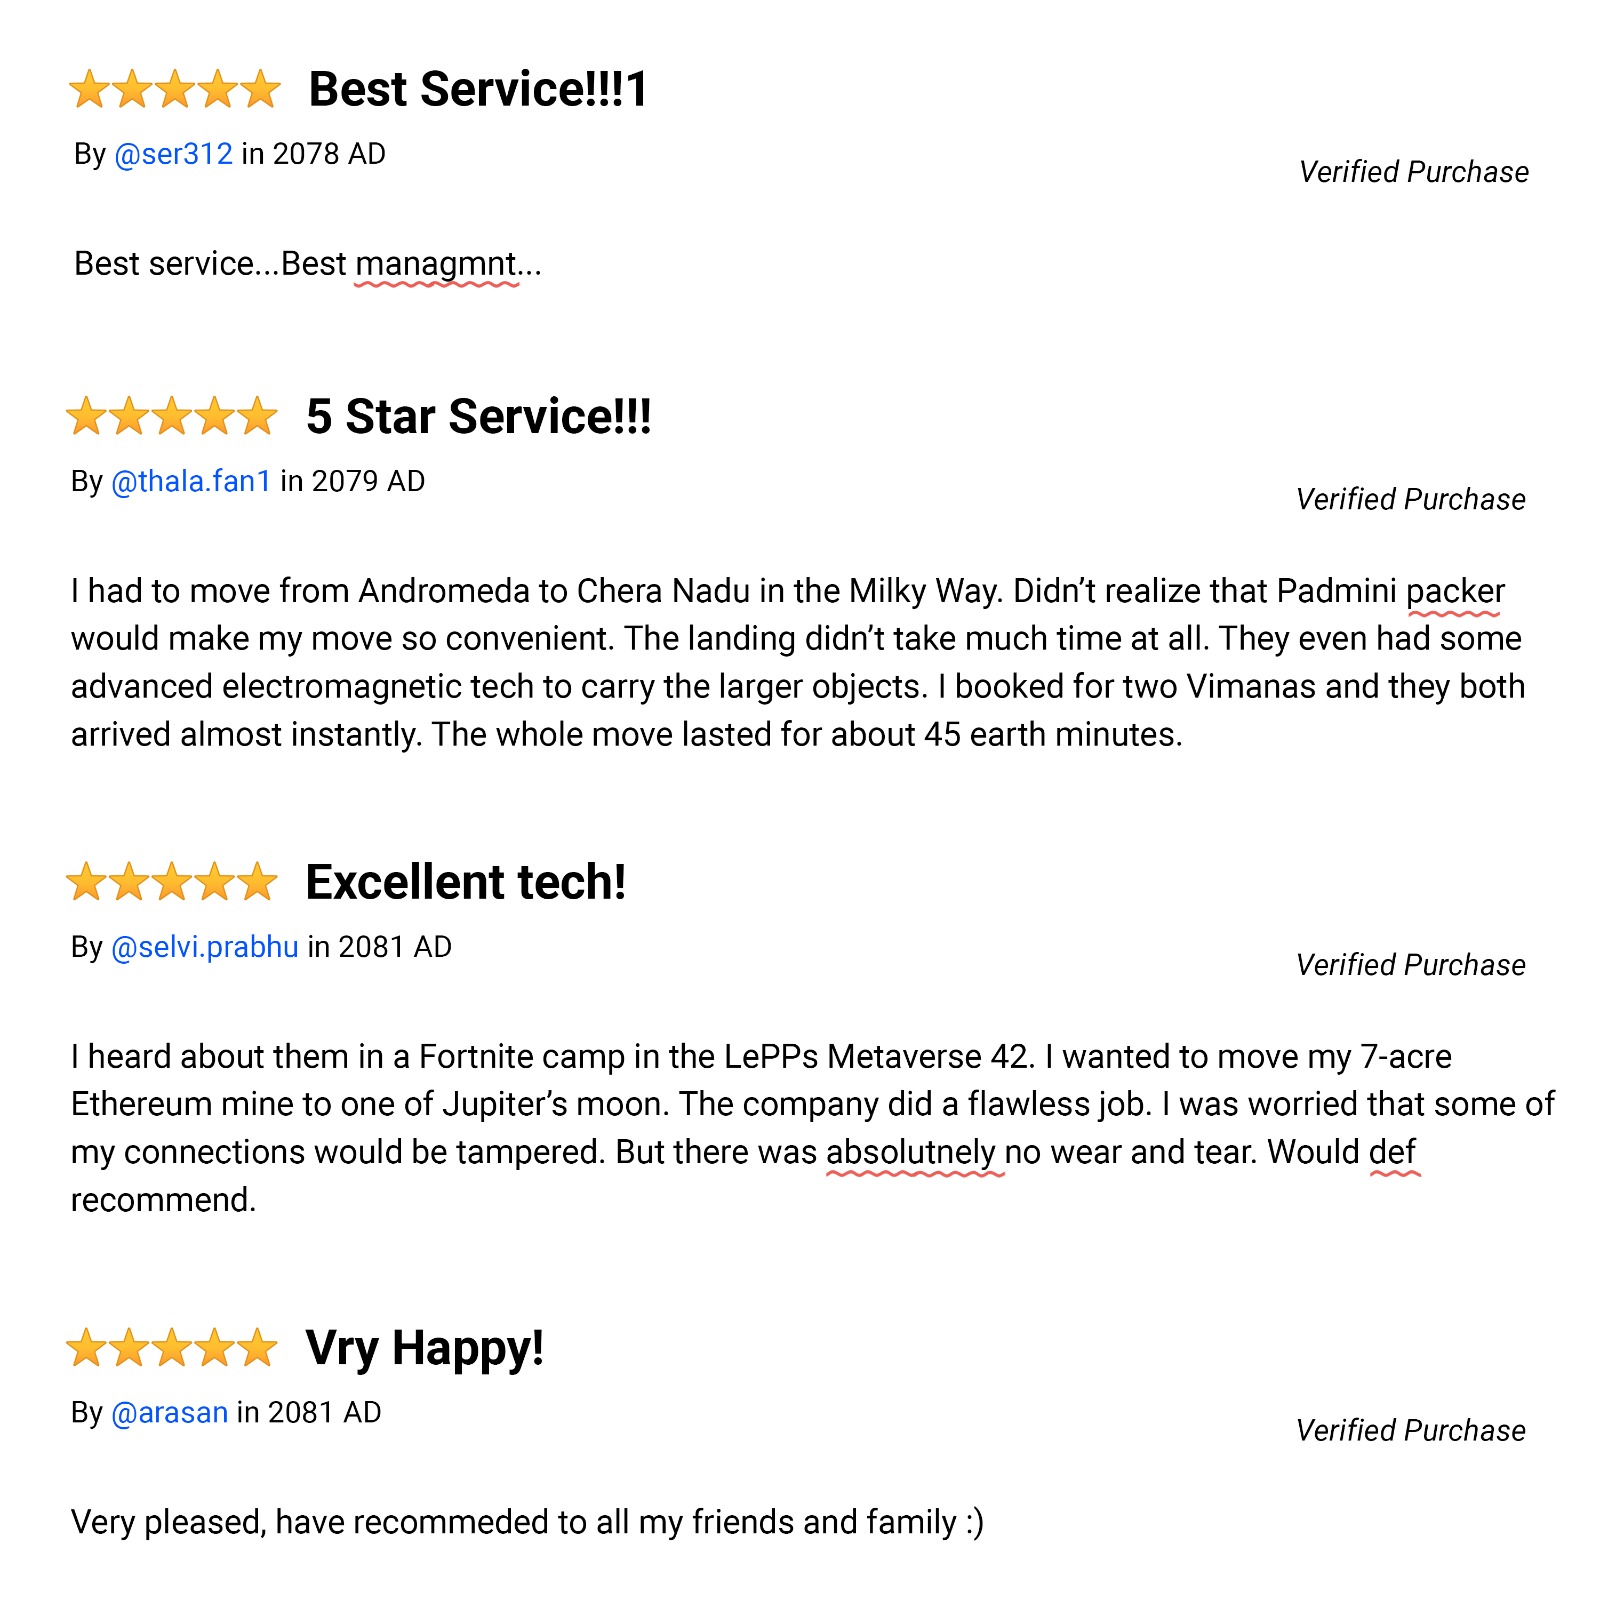 Best Service!!!1
By @ser312 in 2078 AD
Verified Purchase
Best service...Best managmnt...
5 Star Service!!!
By @thala.fan1 in 2079 AD
Verified Purchase
I had to move from Andromeda to Chera Nadu in the Milky Way. Didn’t realize that Padmini packer
would make my move so convenient. The landing didn’t take much time at all. They even had some
advanced electromagnetic tech to carry the larger objects. I booked for two Vimanas and they both
arrived almost instantly. The whole move lasted for about 45 earth minutes.
Excellent tech!
By @selvi.prabhu in 2081 AD
Verified Purchase
I heard about them in a Fortnite camp in the LePPs Metaverse 42. I wanted to move my 7-acre
Ethereum mine to one of Jupiter’s moon. The company did a flawless job. I was worried that some of
my connections would be tampered. But there was absolutnely no wear and tear. Would def
recommend.
Vry Happy!
By @arasan in 2081 AD
Verified Purchase
Very pleased, have recommeded to all my friends and family :)